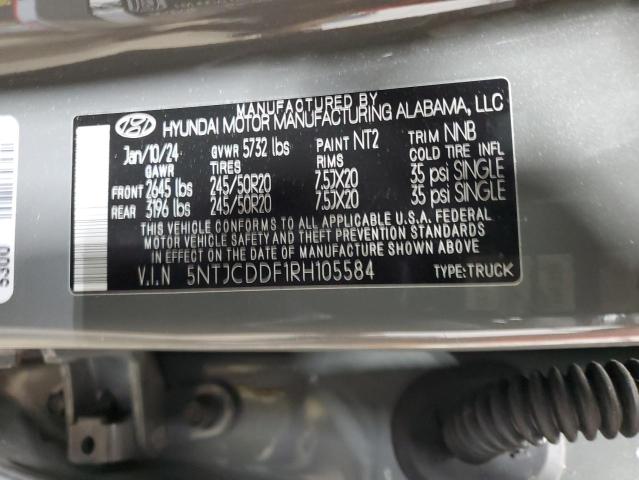 MANUFACTURED BY
HYUNDAI MOTOR MANUFACTURING ALABAMA, LLC
Jan/10/24 GVWR 5732 lbs PAINT NT2 TRIM NNB
GAWR TIRES RIMS COLD TIRE INFL
FRONT 2645 lbs 245/50R20 7.5JX20 35 psi SINGLE
REAR 3196 lbs 245/50R20 7.5JX20 35 psi SINGLE
THIS VEHICLE CONFORMS TO ALL APPLICABLE U.S.A. FEDERAL
MOTOR VEHICLE SAFETY, BUMPER, AND THEFT PREVENTION STANDARDS
IN EFFECT ON THE DATE OF MANUFACTURE SHOWN ABOVE.
V.I.N 5NTJCDDF1RH105584 TYPE:TRUCK
5300